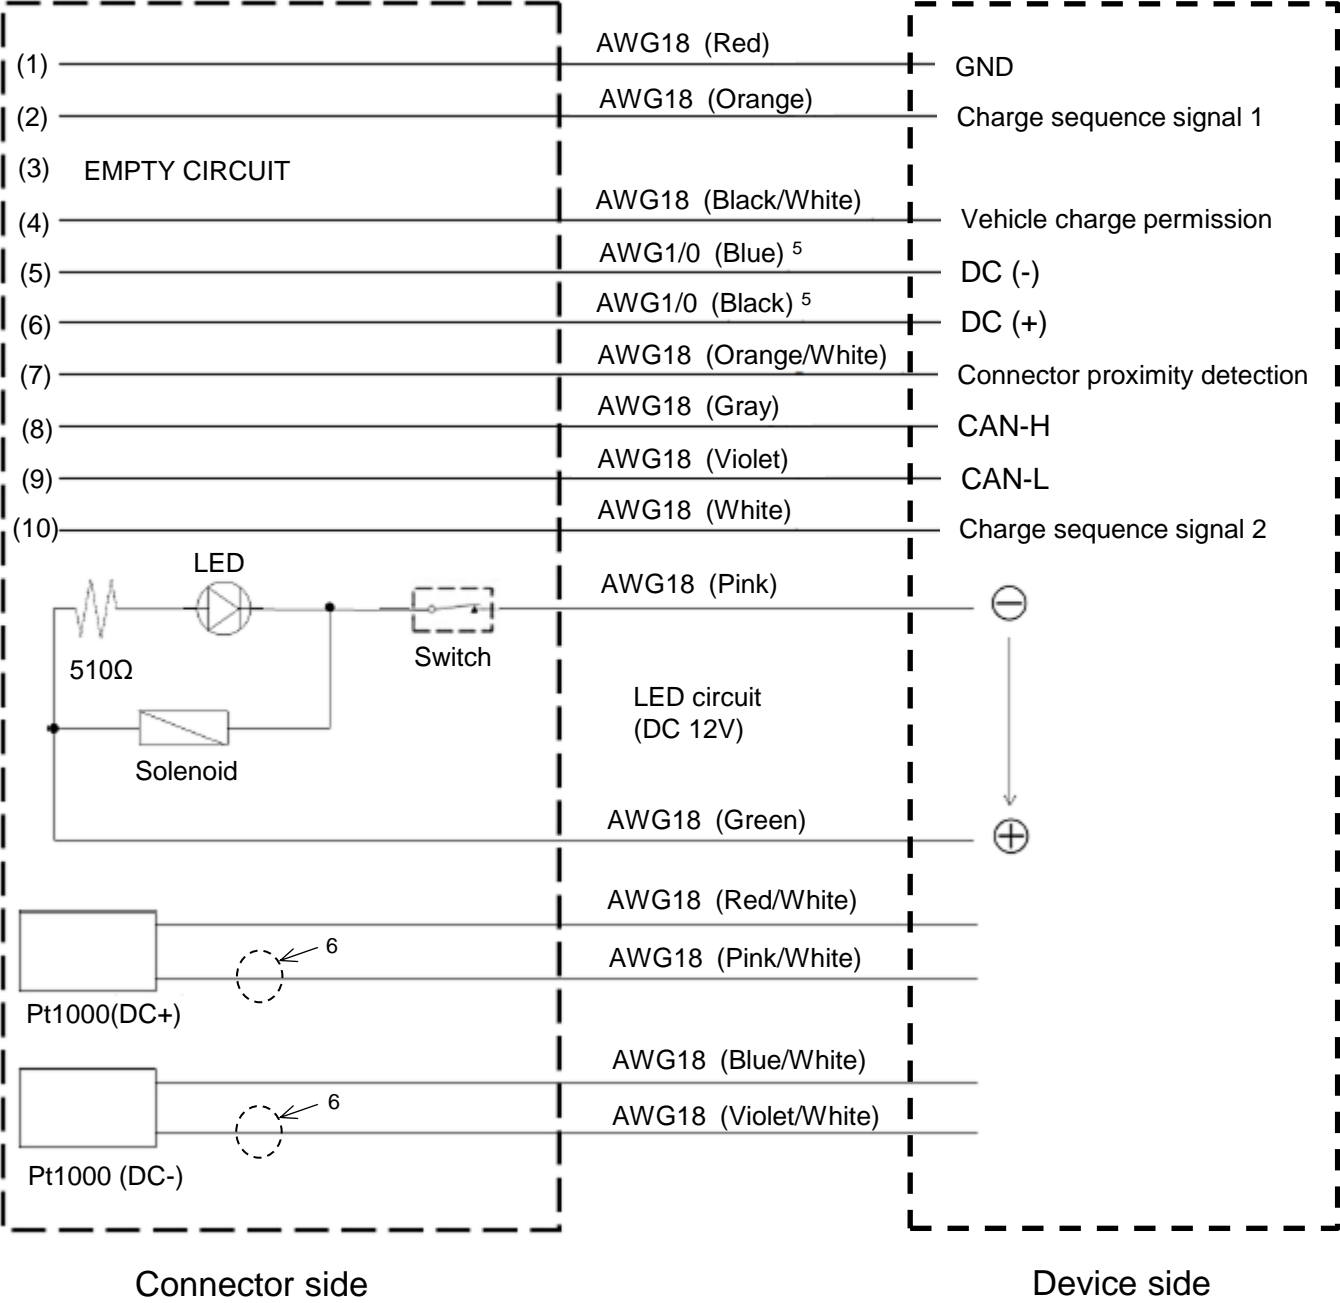 (1) AWG18 (Red) GND
(2) AWG18 (Orange) Charge sequence signal 1
(3) EMPTY CIRCUIT
(4) AWG18 (Black/White) Vehicle charge permission
(5) AWG1/0 (Blue) 5 DC (-)
(6) AWG1/0 (Black) 5 DC (+)
(7) AWG18 (Orange/White) Connector proximity detection
(8) AWG18 (Gray) CAN-H
(9) AWG18 (Violet) CAN-L
(10) AWG18 (White) Charge sequence signal 2
LED
AWG18 (Pink)
Switch
510Ω
LED circuit
(DC 12V)
Solenoid
AWG18 (Green)
AWG18 (Red/White)
6
AWG18 (Pink/White)
Pt1000(DC+)
AWG18 (Blue/White)
6
AWG18 (Violet/White)
Pt1000 (DC-)
Connector side
Device side